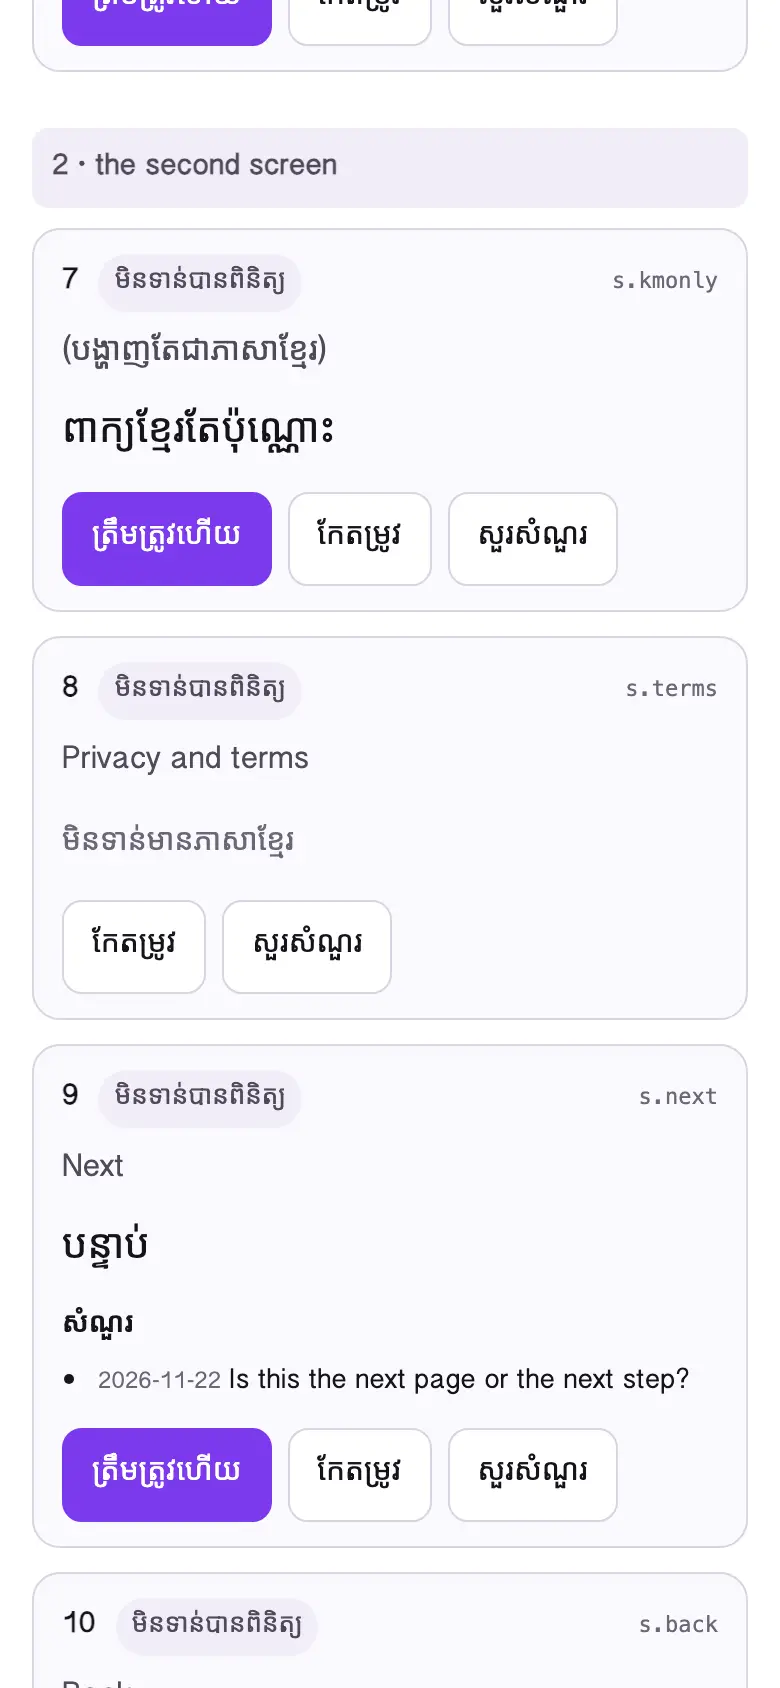 2 · the second screen
7 មិនទាន់បានពិនិត្យ s.kmonly
(បង្ហាញតែជាភាសាខ្មែរ)
ពាក្យខ្មែរតែប៉ុណ្ណោះ
ត្រឹមត្រូវហើយ កែតម្រូវ សួរសំណួរ
8 មិនទាន់បានពិនិត្យ s.terms
Privacy and terms
មិនទាន់មានភាសាខ្មែរ
កែតម្រូវ សួរសំណួរ
9 មិនទាន់បានពិនិត្យ s.next
Next
បន្ទាប់
សំណួរ
• 2026-11-22 Is this the next page or the next step?
ត្រឹមត្រូវហើយ កែតម្រូវ សួរសំណួរ
10 មិនទាន់បានពិនិត្យ s.back